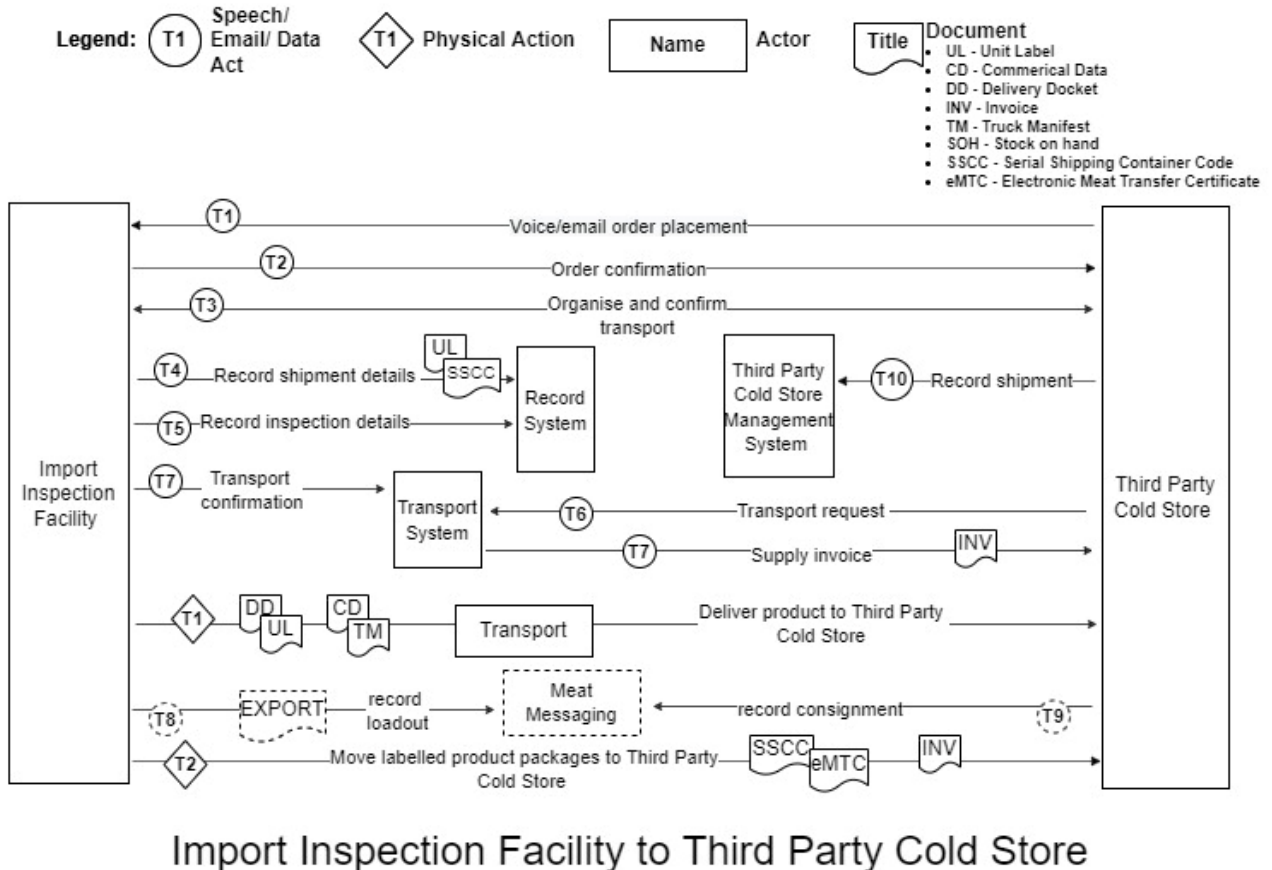 Legend:
T1
Speech/
Email/ Data
Act
T1
Physical Action
Name
Actor
Title
Document
• UL - Unit Label
• CD - Commerical Data
• DD - Delivery Docket
• INV - Invoice
• TM - Truck Manifest
• SOH - Stock on hand
• SSCC - Serial Shipping Container Code
• eMTC - Electronic Meat Transfer Certificate
Import
Inspection
Facility
Third Party
Cold Store
T1
Voice/email order placement
T2
Order confirmation
T3
Organise and confirm
transport
T4
Record shipment details
UL
SSCC
Record
System
Third Party
Cold Store
Management
System
T10
Record shipment
T5
Record inspection details
T7
Transport
confirmation
Transport
System
T6
Transport request
T7
Supply invoice
INV
T1
DD
UL
CD
TM
Transport
Deliver product to Third Party
Cold Store
T8
EXPORT
record
loadout
Meat
Messaging
record consignment
T9
T2
Move labelled product packages to Third Party
Cold Store
SSCC
eMTC
INV
Import Inspection Facility to Third Party Cold Store